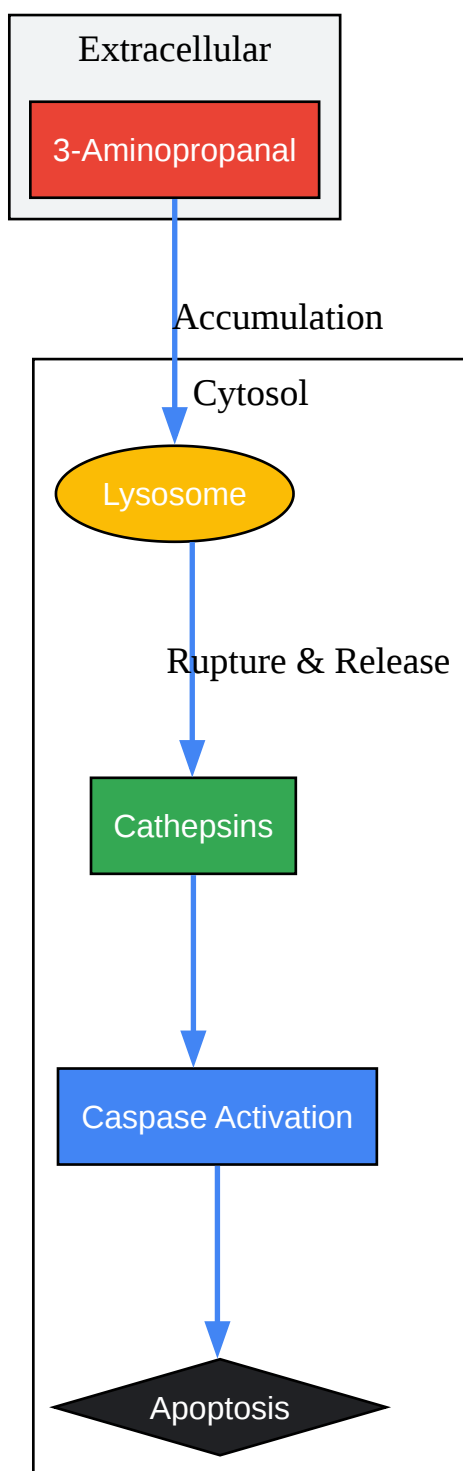 Extracellular
3-Aminopropanal
Accumulation
Cytosol
Lysosome
Rupture & Release
Cathepsins
Caspase Activation
Apoptosis